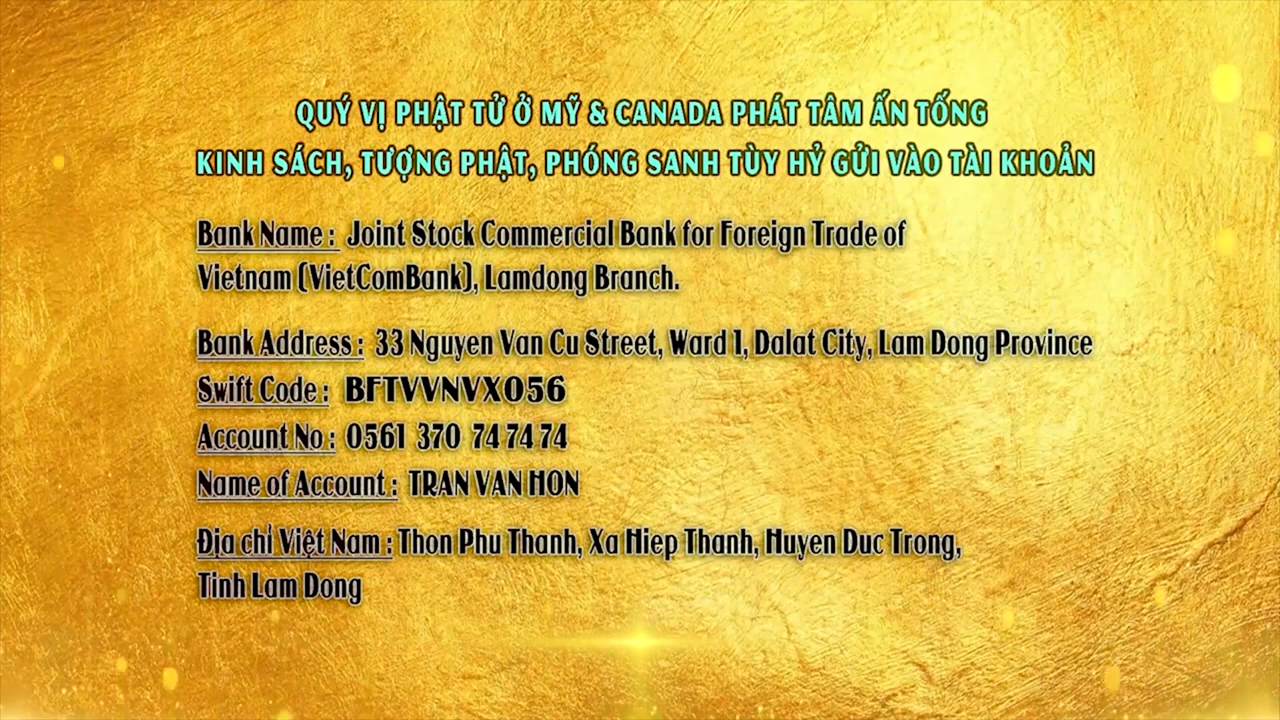 QUÝ VỊ PHẬT TỬ Ở MỸ & CANADA PHÁT TÂM ẤN TỐNG
KINH SÁCH, TƯỢNG PHẬT, PHÓNG SANH TÙY HỶ GỬI VÀO TÀI KHOẢN
Bank Name : Joint Stock Commercial Bank for Foreign Trade of
Vietnam (VietComBank), Lamdong Branch.
Bank Address : 33 Nguyen Van Cu Street, Ward 1, Dalat City, Lam Dong Province
Swift Code : BFTVVNVX056
Account No : 0561 370 74 74 74
Name of Account : TRAN VAN HON
Địa chỉ Việt Nam : Thon Phu Thanh, Xa Hiep Thanh, Huyen Duc Trong,
Tinh Lam Dong